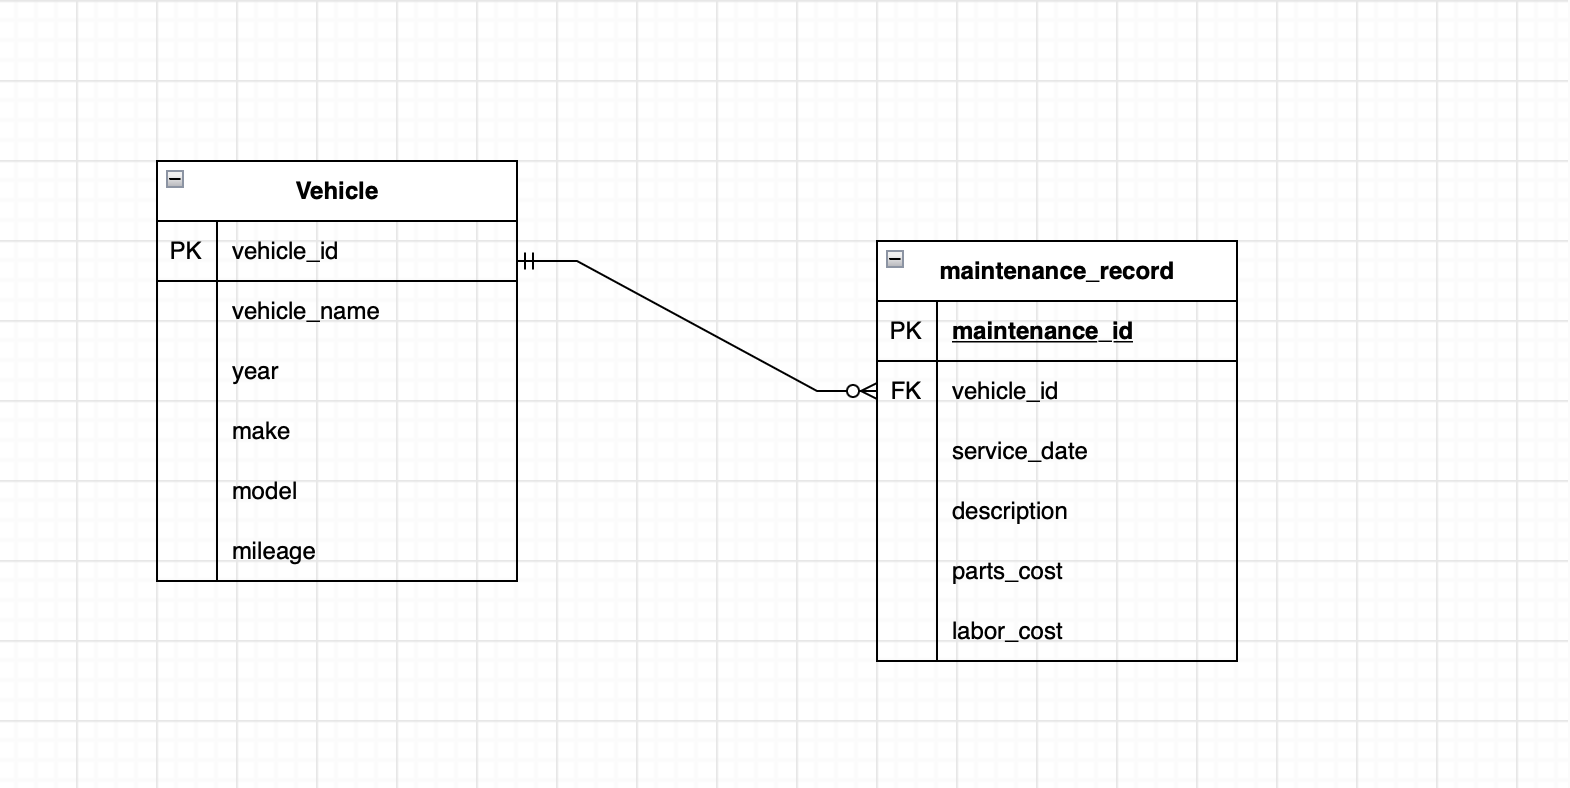 Vehicle
PK vehicle_id
vehicle_name
year
make
model
mileage
maintenance_record
PK maintenance_id
FK vehicle_id
service_date
description
parts_cost
labor_cost